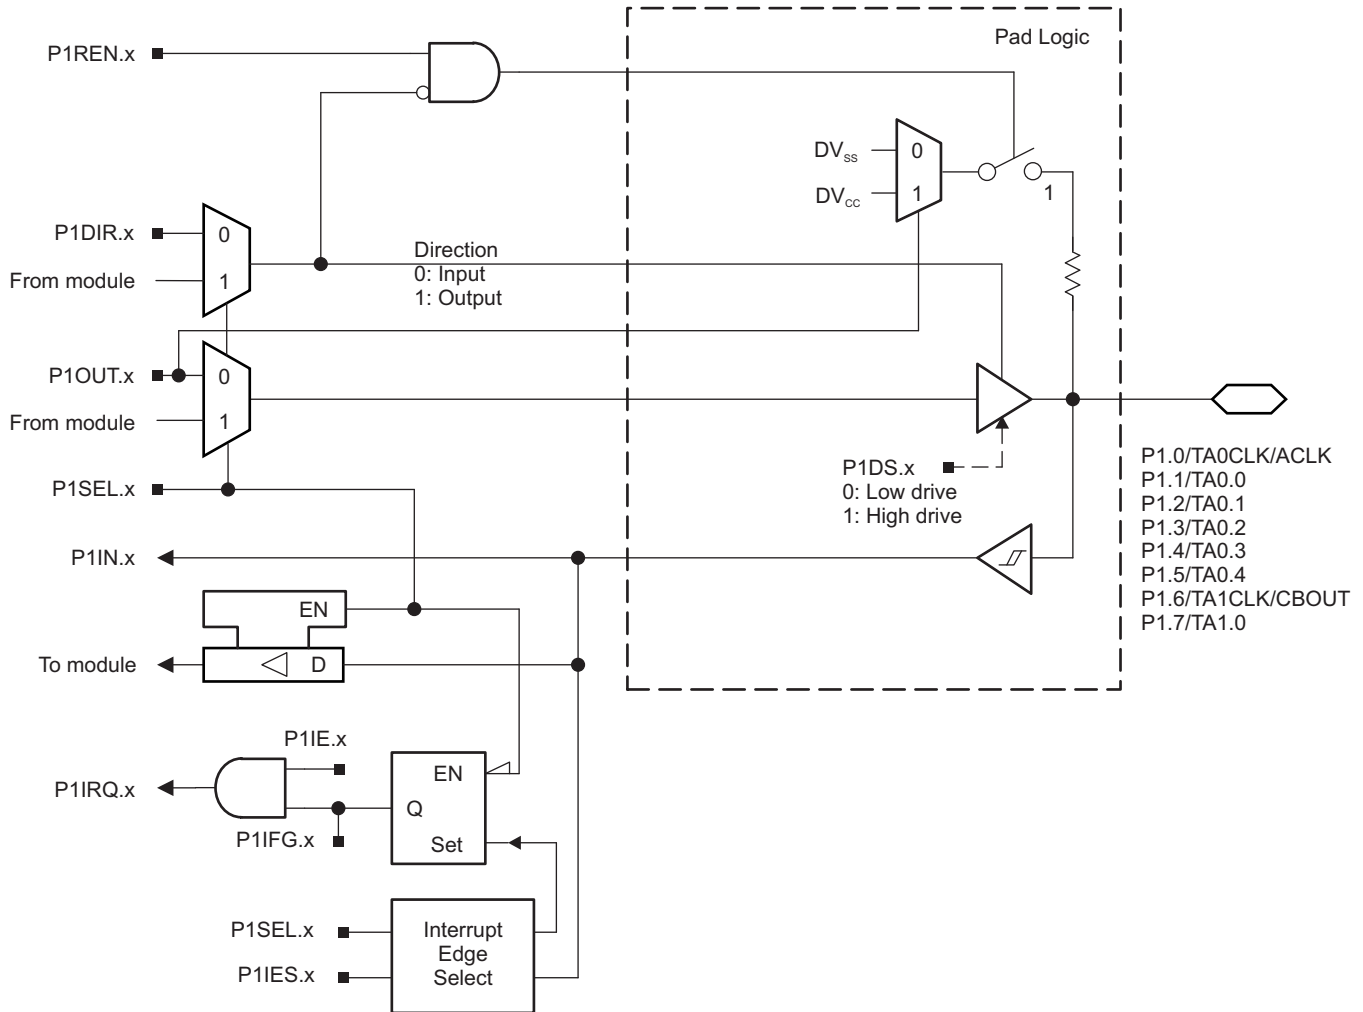 Pad Logic
P1REN.x
DVSS
0
DVCC
1
1
P1DIR.x
0
From module
1
Direction
0: Input
1: Output
P1OUT.x
0
From module
1
P1SEL.x
P1DS.x
0: Low drive
1: High drive
P1.0/TA0CLK/ACLK
P1.1/TA0.0
P1.2/TA0.1
P1.3/TA0.2
P1.4/TA0.3
P1.5/TA0.4
P1.6/TA1CLK/CBOUT
P1.7/TA1.0
P1IN.x
EN
To module
D
P1IE.x
P1IRQ.x
EN
Q
P1IFG.x
Set
P1SEL.x
P1IES.x
Interrupt
Edge
Select